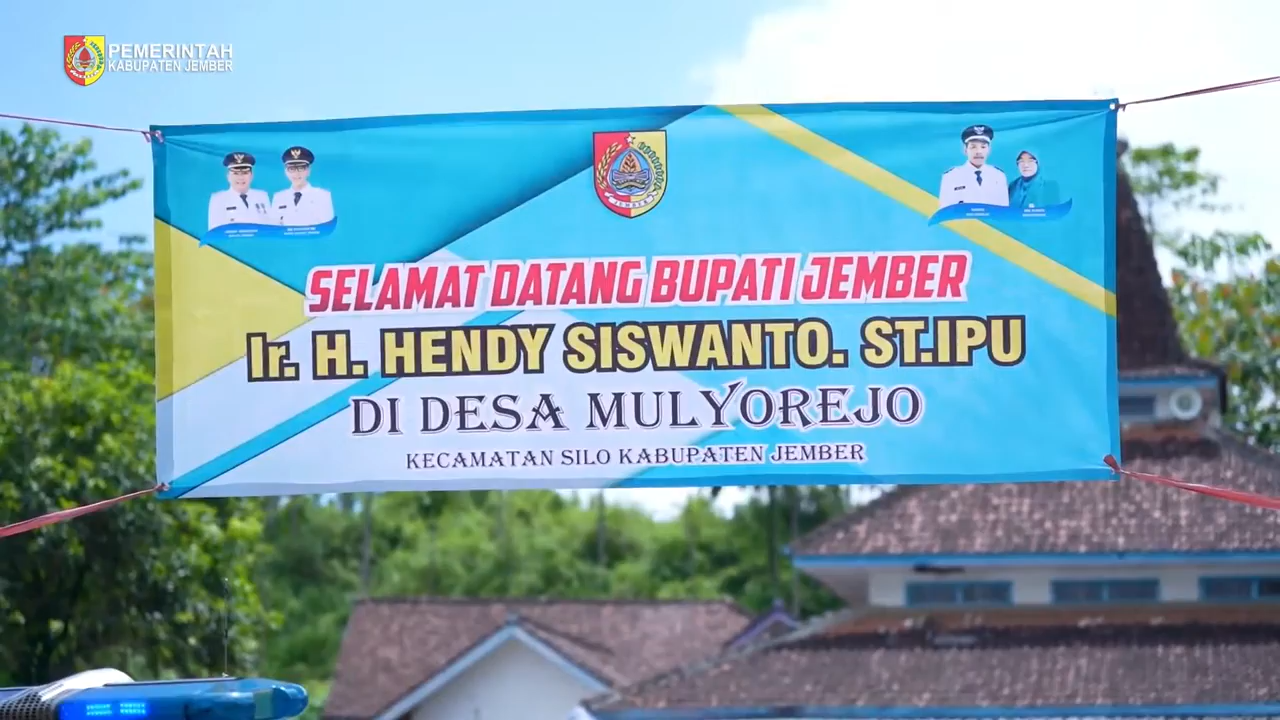 PEMERINTAH
KABUPATEN JEMBER
JEMBER
SELAMAT DATANG BUPATI JEMBER
Ir. H. HENDY SISWANTO. ST.IPU
DI DESA MULYOREJO
KECAMATAN SILO KABUPATEN JEMBER